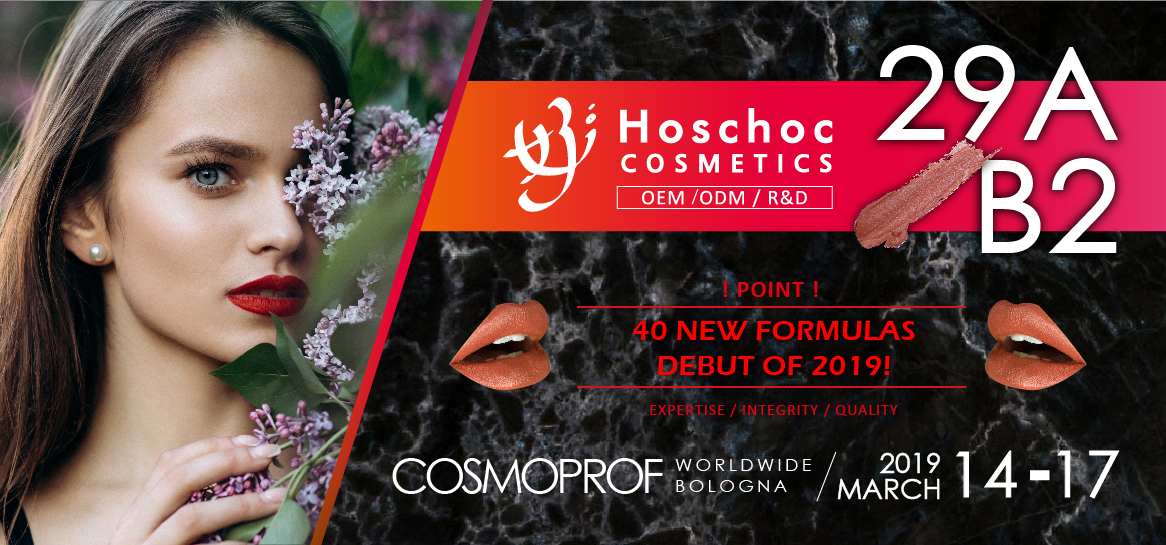 29A
B2
Hoschoc
COSMETICS
OEM /ODM / R&D
! POINT !
40 NEW FORMULAS
DEBUT OF 2019!
EXPERTISE / INTEGRITY / QUALITY
COSMOPROF
WORLDWIDE
BOLOGNA
/
2019
MARCH
14-17